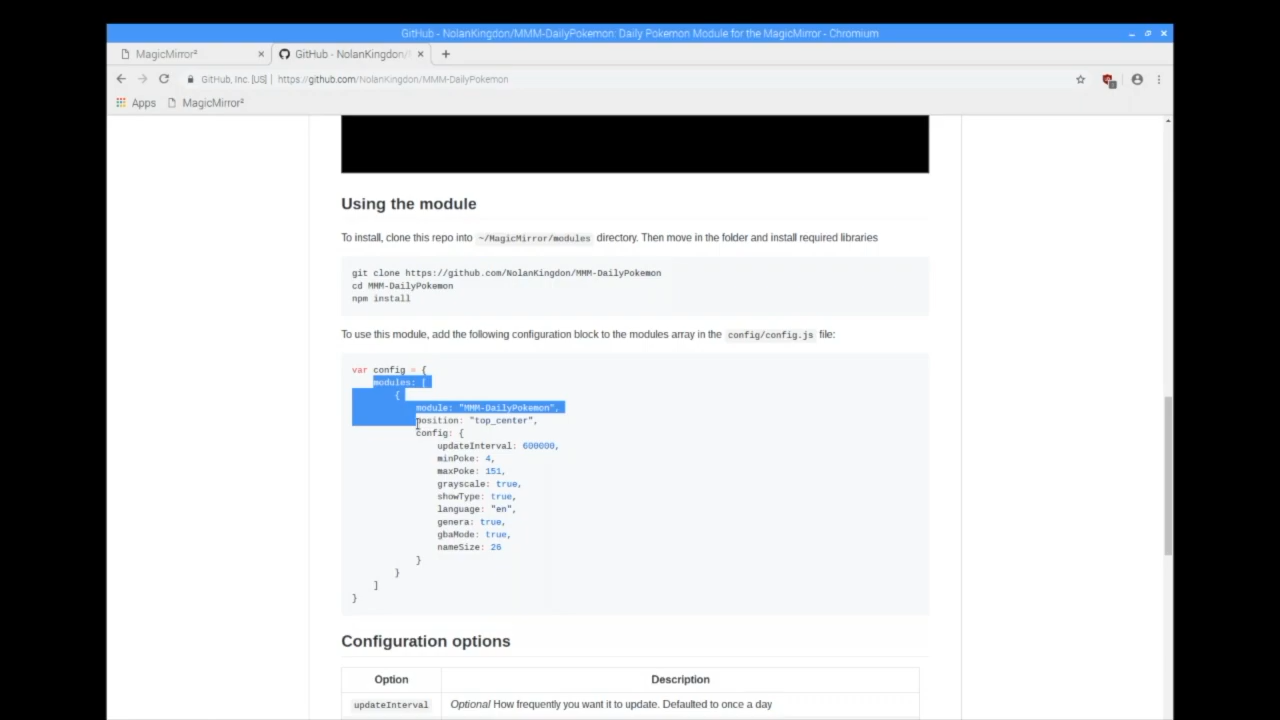 GitHub - NolanKingdon/MMM-DailyPokemon: Daily Pokemon Module for the MagicMirror - Chromium
MagicMirror²
GitHub - NolanKingdon/
GitHub, Inc. [US] | https://github.com/NolanKingdon/MMM-DailyPokemon
Apps MagicMirror²
Using the module
To install, clone this repo into ~/MagicMirror/modules directory. Then move in the folder and install required libraries
git clone https://github.com/NolanKingdon/MMM-DailyPokemon
cd MMM-DailyPokemon
npm install
To use this module, add the following configuration block to the modules array in the config/config.js file:
var config = {
modules: [
{
module: "MMM-DailyPokemon",
position: "top_center",
config: {
updateInterval: 600000,
minPoke: 4,
maxPoke: 151,
grayscale: true,
showType: true,
language: "en",
genera: true,
gbaMode: true,
nameSize: 26
}
}
]
}
Configuration options
Option Description
updateInterval Optional How frequently you want it to update. Defaulted to once a day